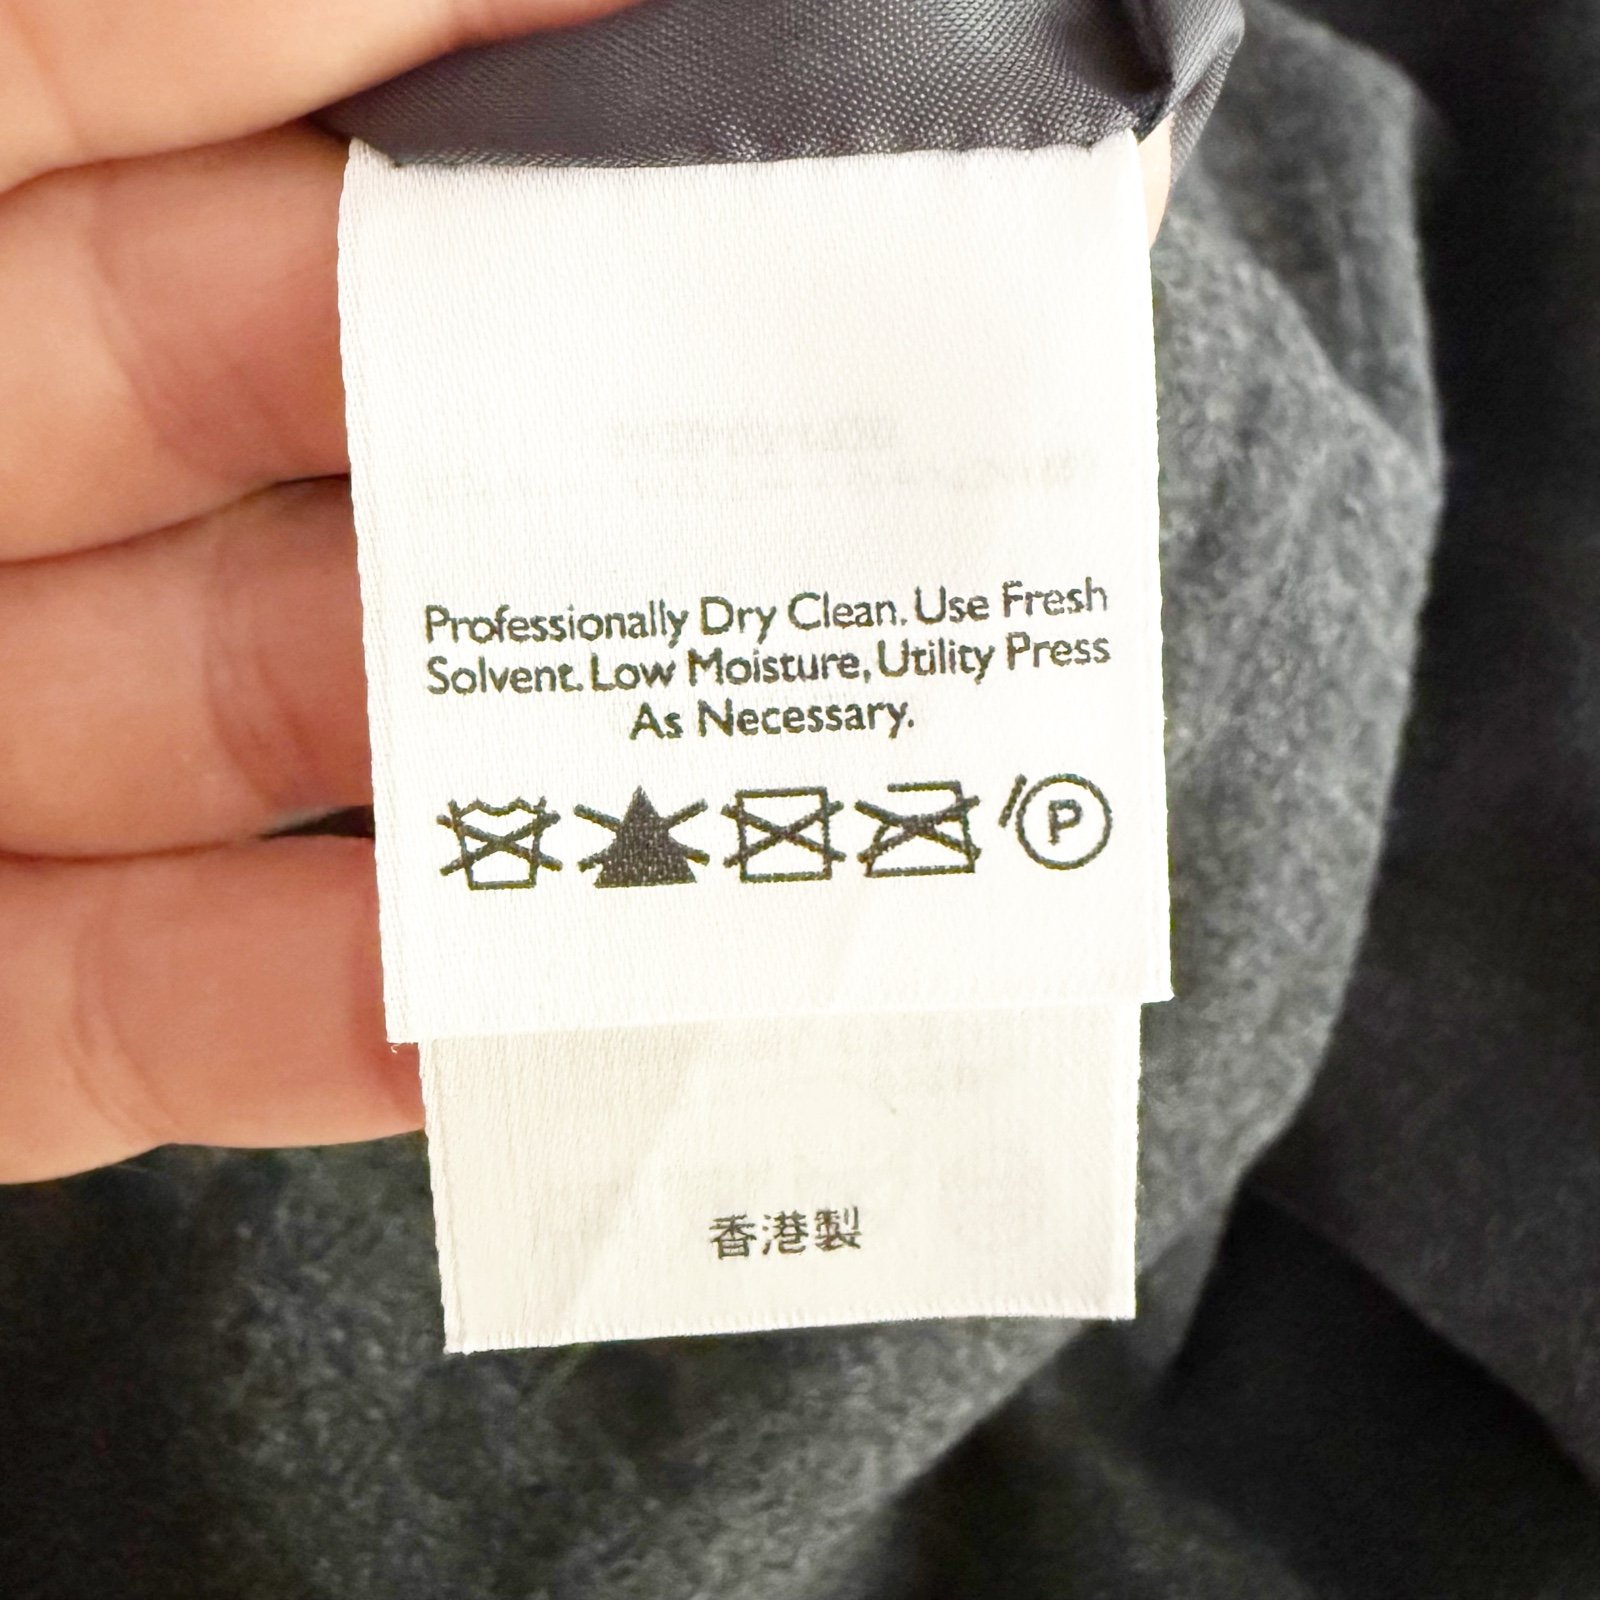 Professionally Dry Clean. Use Fresh
Solvent. Low Moisture, Utility Press
As Necessary.
P
香港製